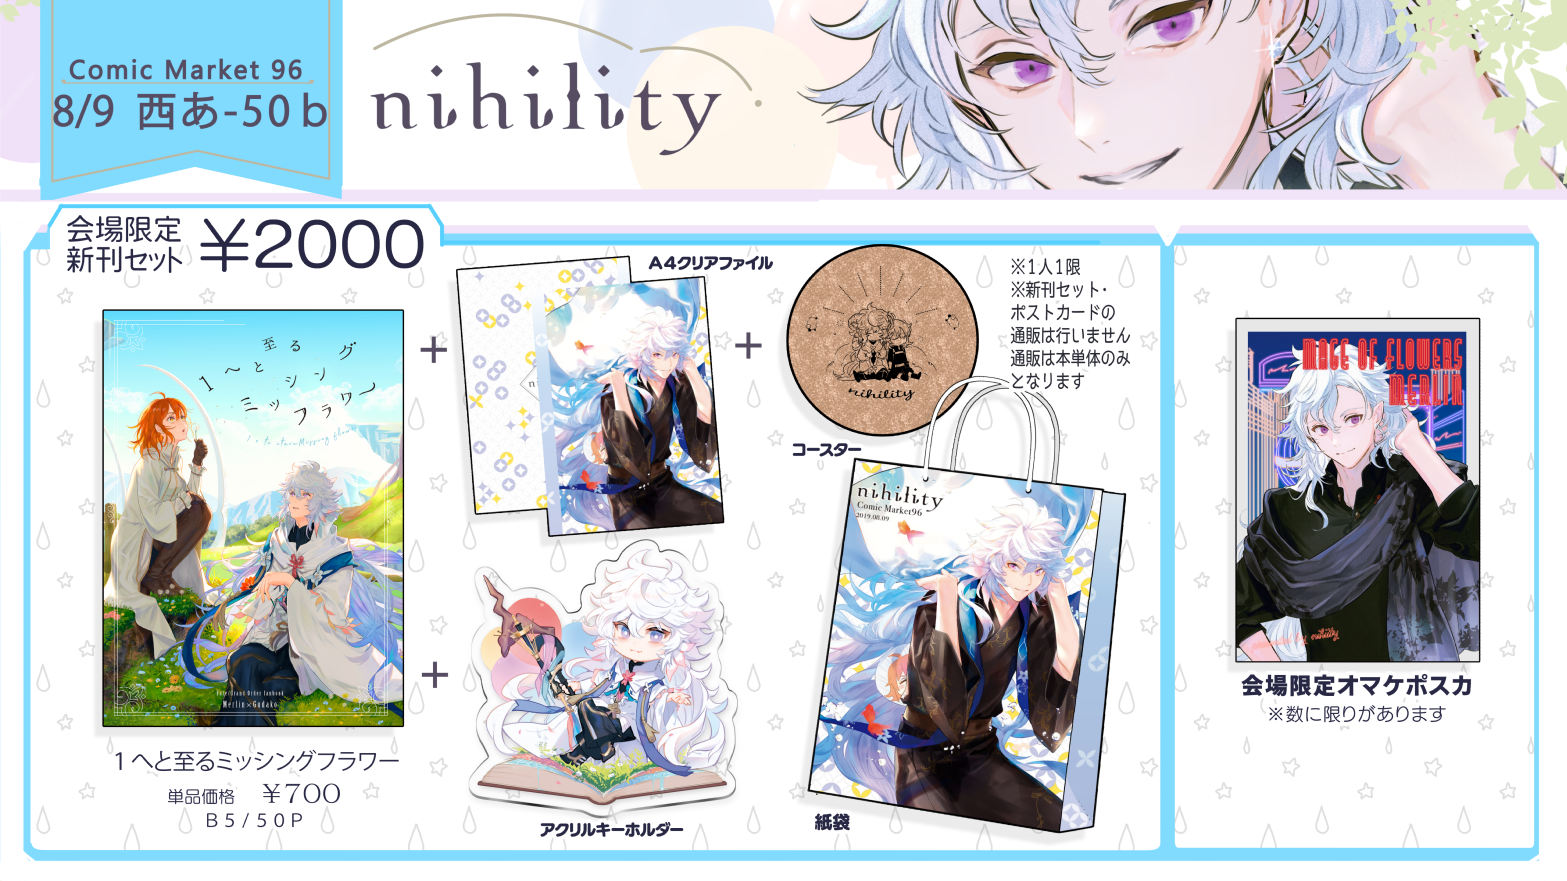 Comic Market 96
8/9 西あ-50b
nihility
会場限定
新刊セット ¥2000
至る
1へと シング
ミッ フラワー
Fate/Grand Order Fanbook
Merlin×Gudako
1へと至るミッシングフラワー
単品価格 ¥700
B5/50P
+
A4クリアファイル
+
nihility
コースター
※1人1限
※新刊セット・
ポストカードの
通販は行いません
通販は本単体のみ
となります
+
アクリルキーホルダー
nihility
Comic Market96
2019.08.09
紙袋
MAGE OF FLOWERS
MERLIN
nihility
会場限定オマケポスカ
※数に限りがあります